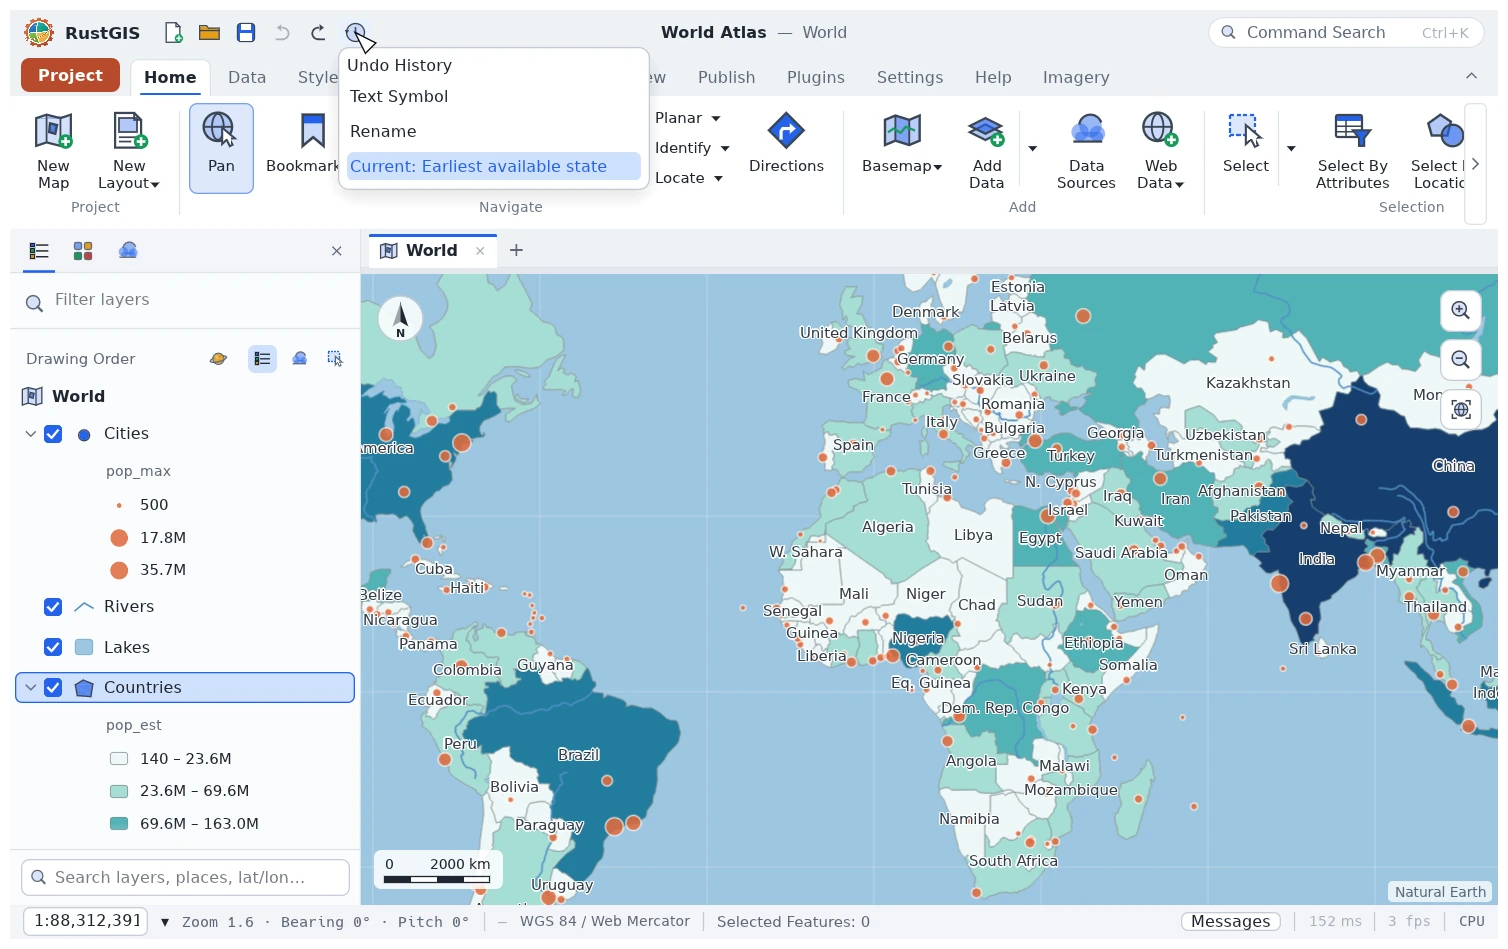 RustGIS
World Atlas — World
Command Search Ctrl+K
Project Home Data Style ew Publish Plugins Settings Help Imagery
Undo History
Text Symbol
Rename
Current: Earliest available state
New Map
New Layout
Project
Pan
Bookmark
Planar
Identify
Locate
Directions
Navigate
Basemap
Add Data
Data Sources
Web Data
Add
Select
Select By Attributes
Select
Locatic
Selection
World
Filter layers
Drawing Order
World
Cities
pop_max
500
17.8M
35.7M
Rivers
Lakes
Countries
pop_est
140 – 23.6M
23.6M – 69.6M
69.6M – 163.0M
Search layers, places, lat/lon...
N
Estonia
Latvia
Denmark
United Kingdom
Belarus
Germany
Slovakia
Ukraine
Kazakhstan
Mon
France
Romania
Italy
Bulgaria
Georgia
Uzbekistan
America
Spain
Greece
Turkey
Turkmenistan
China
Tunisia
N. Cyprus
Iraq
Iran
Afghanistan
Israel
Algeria
Libya
Egypt
Kuwait
Pakistan
Nepal
W. Sahara
Saudi Arabia
India
Cuba
Oman
Myanmar
Belize
Haiti
Mali
Niger
Chad
Sudan
Yemen
Thailand
Nicaragua
Senegal
Guinea
Nigeria
Ethiopia
Panama
Liberia
Cameroon
Somalia
Sri Lanka
Colombia
Guyana
Eq. Guinea
Kenya
Ma
Ind
Ecuador
Dem. Rep. Congo
Peru
Brazil
Angola
Malawi
Bolivia
Mozambique
Paraguay
Namibia
South Africa
Uruguay
0 2000 km
Natural Earth
1:88,312,391 Zoom 1.6 · Bearing 0° · Pitch 0° — WGS 84 / Web Mercator Selected Features: 0 Messages 152 ms 3 fps CPU